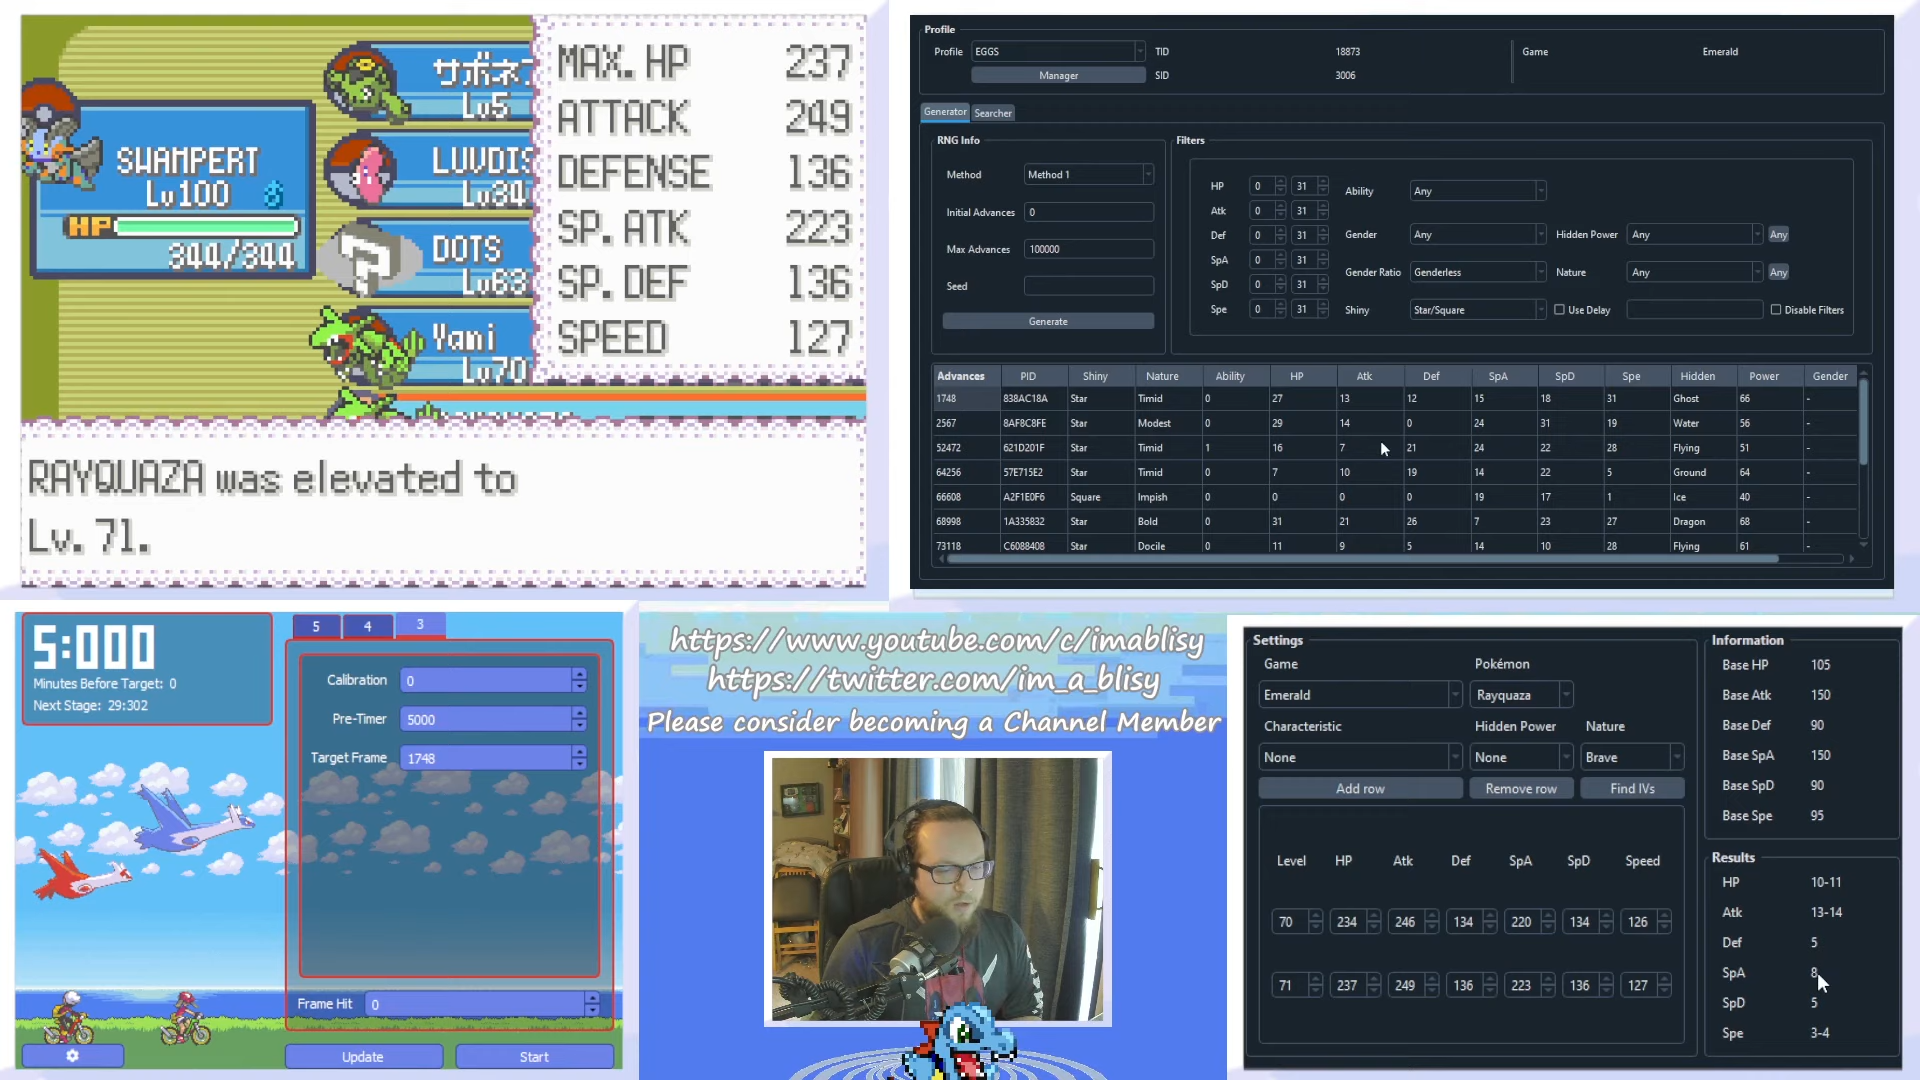 サボネ
Lv5
LUVDIS
Lv34
DOTS
Lv63
Yami
Lv70
SWAMPERT
Lv100
HP
344/344
MAX. HP 237
ATTACK 249
DEFENSE 136
SP. ATK 223
SP. DEF 136
SPEED 127
RAYQUAZA was elevated to
Lv. 71.
Profile
Profile EGGS TID 18873 Game Emerald
Manager SID 3006
Generator Searcher
RNG Info
Method Method 1
Initial Advances 0
Max Advances 100000
Seed
Generate
Filters
HP 0 31 Ability Any
Atk 0 31
Def 0 31 Gender Any Hidden Power Any Any
SpA 0 31 Gender Ratio Genderless Nature Any Any
SpD 0 31
Spe 0 31 Shiny Star/Square Use Delay Disable Filters
Advances PID Shiny Nature Ability HP Atk Def SpA SpD Spe Hidden Power Gender
1748 838AC18A Star Timid 0 27 13 12 15 18 31 Ghost 66 -
2567 8AF8C8FE Star Modest 0 29 14 0 24 31 19 Water 56 -
52472 621D201F Star Timid 1 16 7 21 24 22 28 Flying 51 -
64256 57E715E2 Star Timid 0 7 10 19 14 22 5 Ground 64 -
66608 A2F1E0F6 Square Impish 0 0 0 0 19 17 1 Ice 40 -
68998 1A335832 Star Bold 0 31 21 26 7 23 27 Dragon 68 -
73118 C6088408 Star Docile 0 11 9 5 14 10 28 Flying 61 -
5:000
Minutes Before Target: 0
Next Stage: 29:302
5 4 3
Calibration 0
Pre-Timer 5000
Target Frame 1748
Frame Hit 0
Update Start
https://www.youtube.com/c/imablisy
https://twitter.com/im_a_blisy
Please consider becoming a Channel Member
Settings
Game Pokémon
Emerald Rayquaza
Characteristic Hidden Power Nature
None None Brave
Add row Remove row Find IVs
Level HP Atk Def SpA SpD Speed
70 234 246 134 220 134 126
71 237 249 136 223 136 127
Information
Base HP 105
Base Atk 150
Base Def 90
Base SpA 150
Base SpD 90
Base Spe 95
Results
HP 10-11
Atk 13-14
Def 5
SpA 8
SpD 5
Spe 3-4